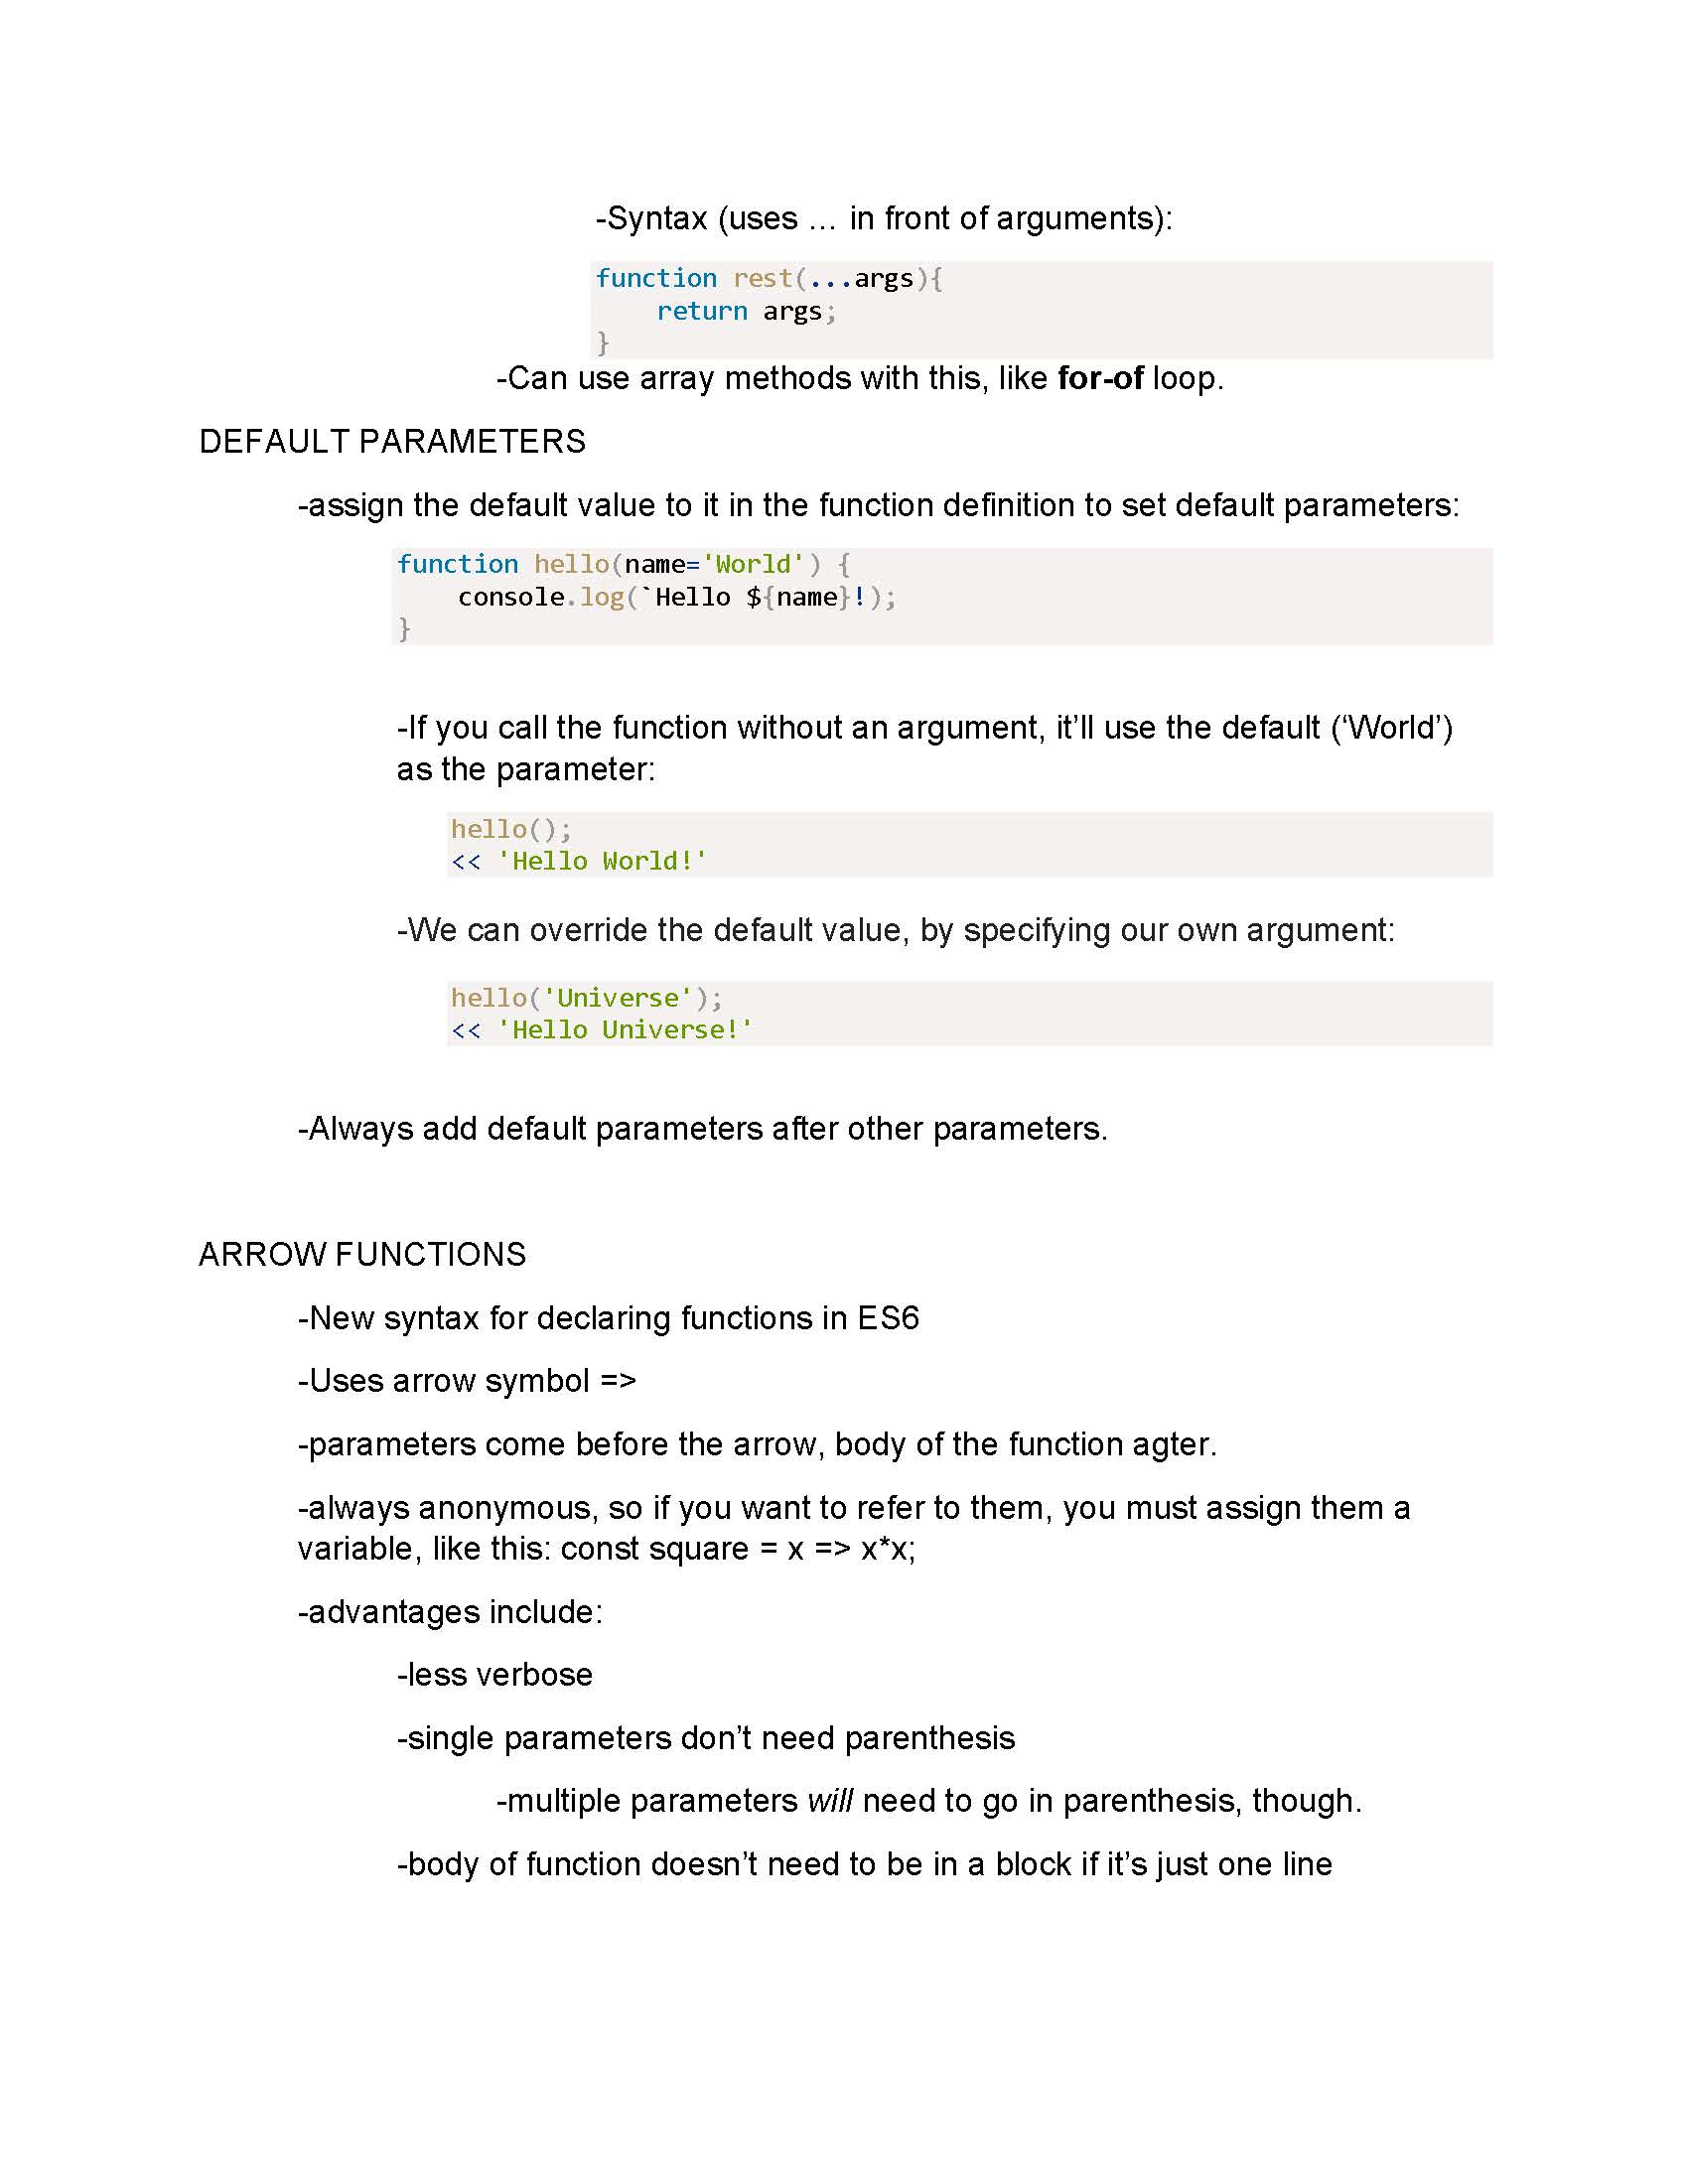 -Syntax (uses … in front of arguments):
function rest(...args){
    return args;
}
-Can use array methods with this, like for-of loop.
DEFAULT PARAMETERS
-assign the default value to it in the function definition to set default parameters:
function hello(name='World') {
    console.log(`Hello ${name}!);
}
-If you call the function without an argument, it’ll use the default (‘World’)
as the parameter:
hello();
<< 'Hello World!'
-We can override the default value, by specifying our own argument:
hello('Universe');
<< 'Hello Universe!'
-Always add default parameters after other parameters.
ARROW FUNCTIONS
-New syntax for declaring functions in ES6
-Uses arrow symbol =>
-parameters come before the arrow, body of the function agter.
-always anonymous, so if you want to refer to them, you must assign them a
variable, like this: const square = x => x*x;
-advantages include:
-less verbose
-single parameters don’t need parenthesis
-multiple parameters will need to go in parenthesis, though.
-body of function doesn’t need to be in a block if it’s just one line